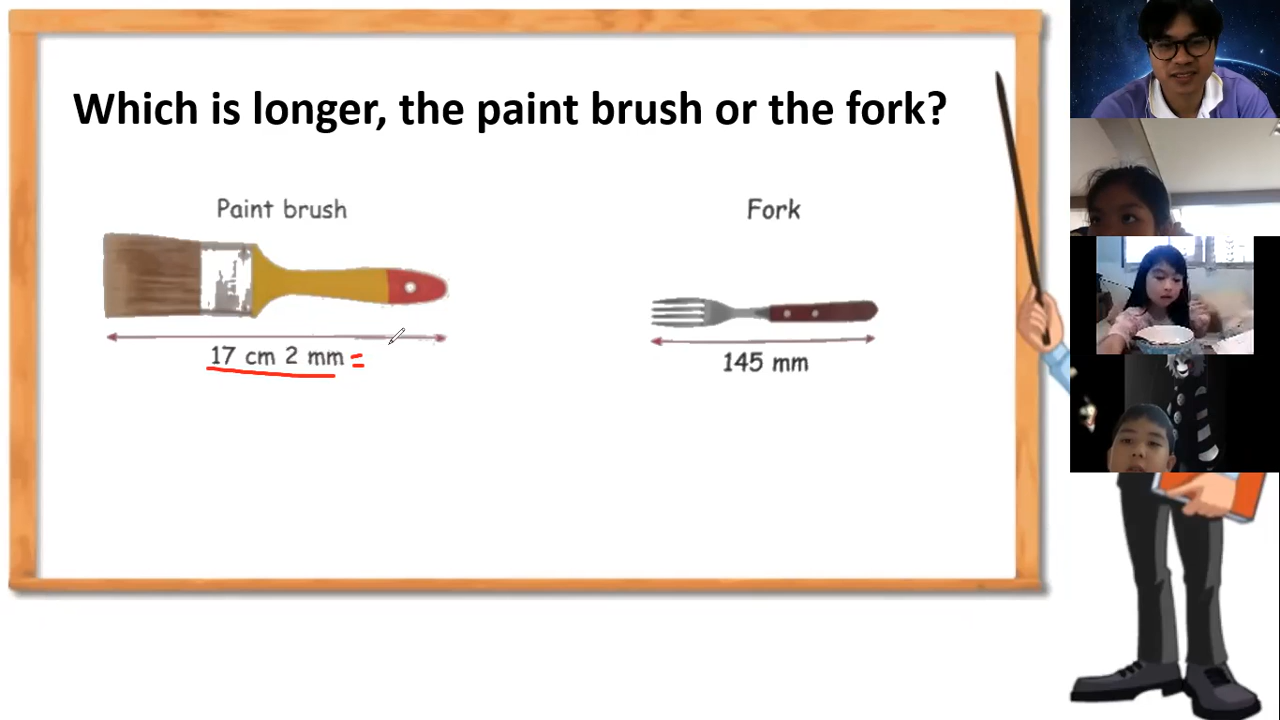 Which is longer, the paint brush or the fork?
Paint brush
Fork
17 cm 2 mm =
145 mm